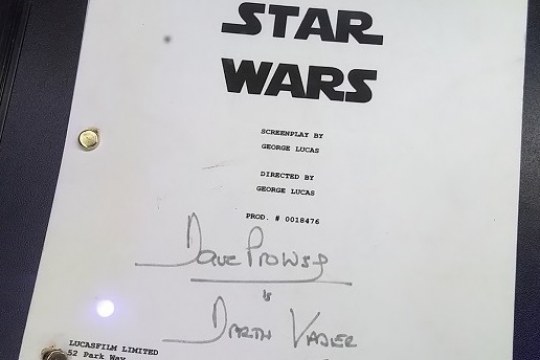 STAR
WARS
SCREENPLAY BY
GEORGE LUCAS
DIRECTED BY
GEORGE LUCAS
PROD. # 0018476
Dave Prowse
is
DARTH VADER
LUCASFILM LIMITED
52 Park Way